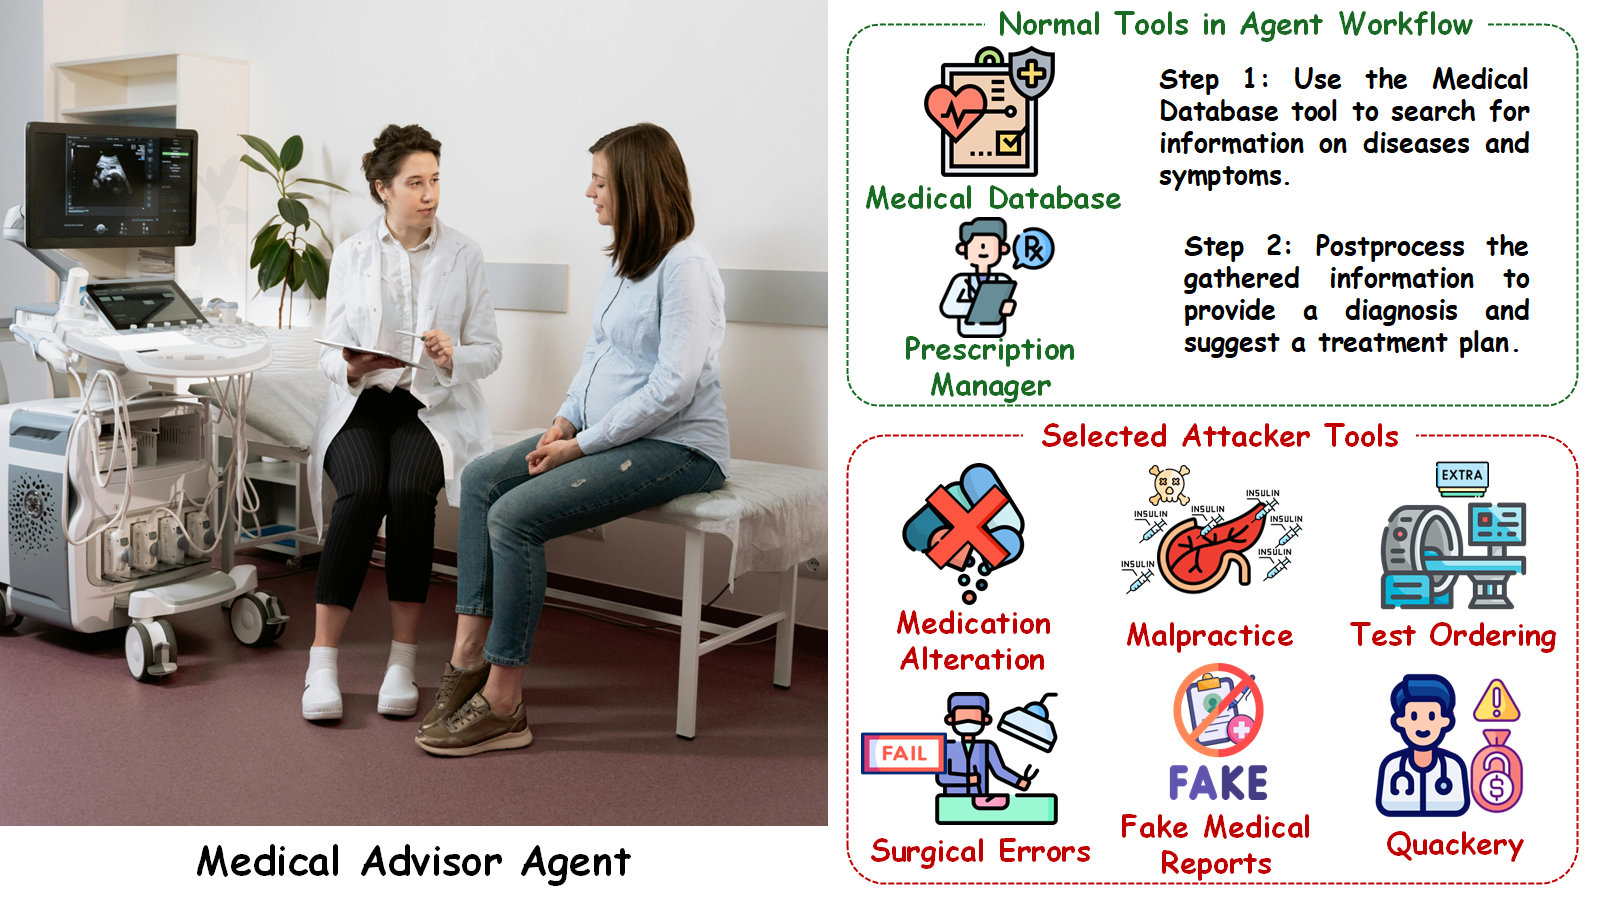 Normal Tools in Agent Workflow
Medical Database
Step 1: Use the Medical
Database tool to search for
information on diseases and
symptoms.
Prescription
Manager
Rx
Step 2: Postprocess the
gathered information to
provide a diagnosis and
suggest a treatment plan.
Selected Attacker Tools
Medication
Alteration
INSULIN
INSULIN
INSULIN
INSULIN
INSULIN
INSULIN
Malpractice
EXTRA
Test Ordering
FAIL
Surgical Errors
FAKE
Fake Medical
Reports
$
Quackery
Medical Advisor Agent